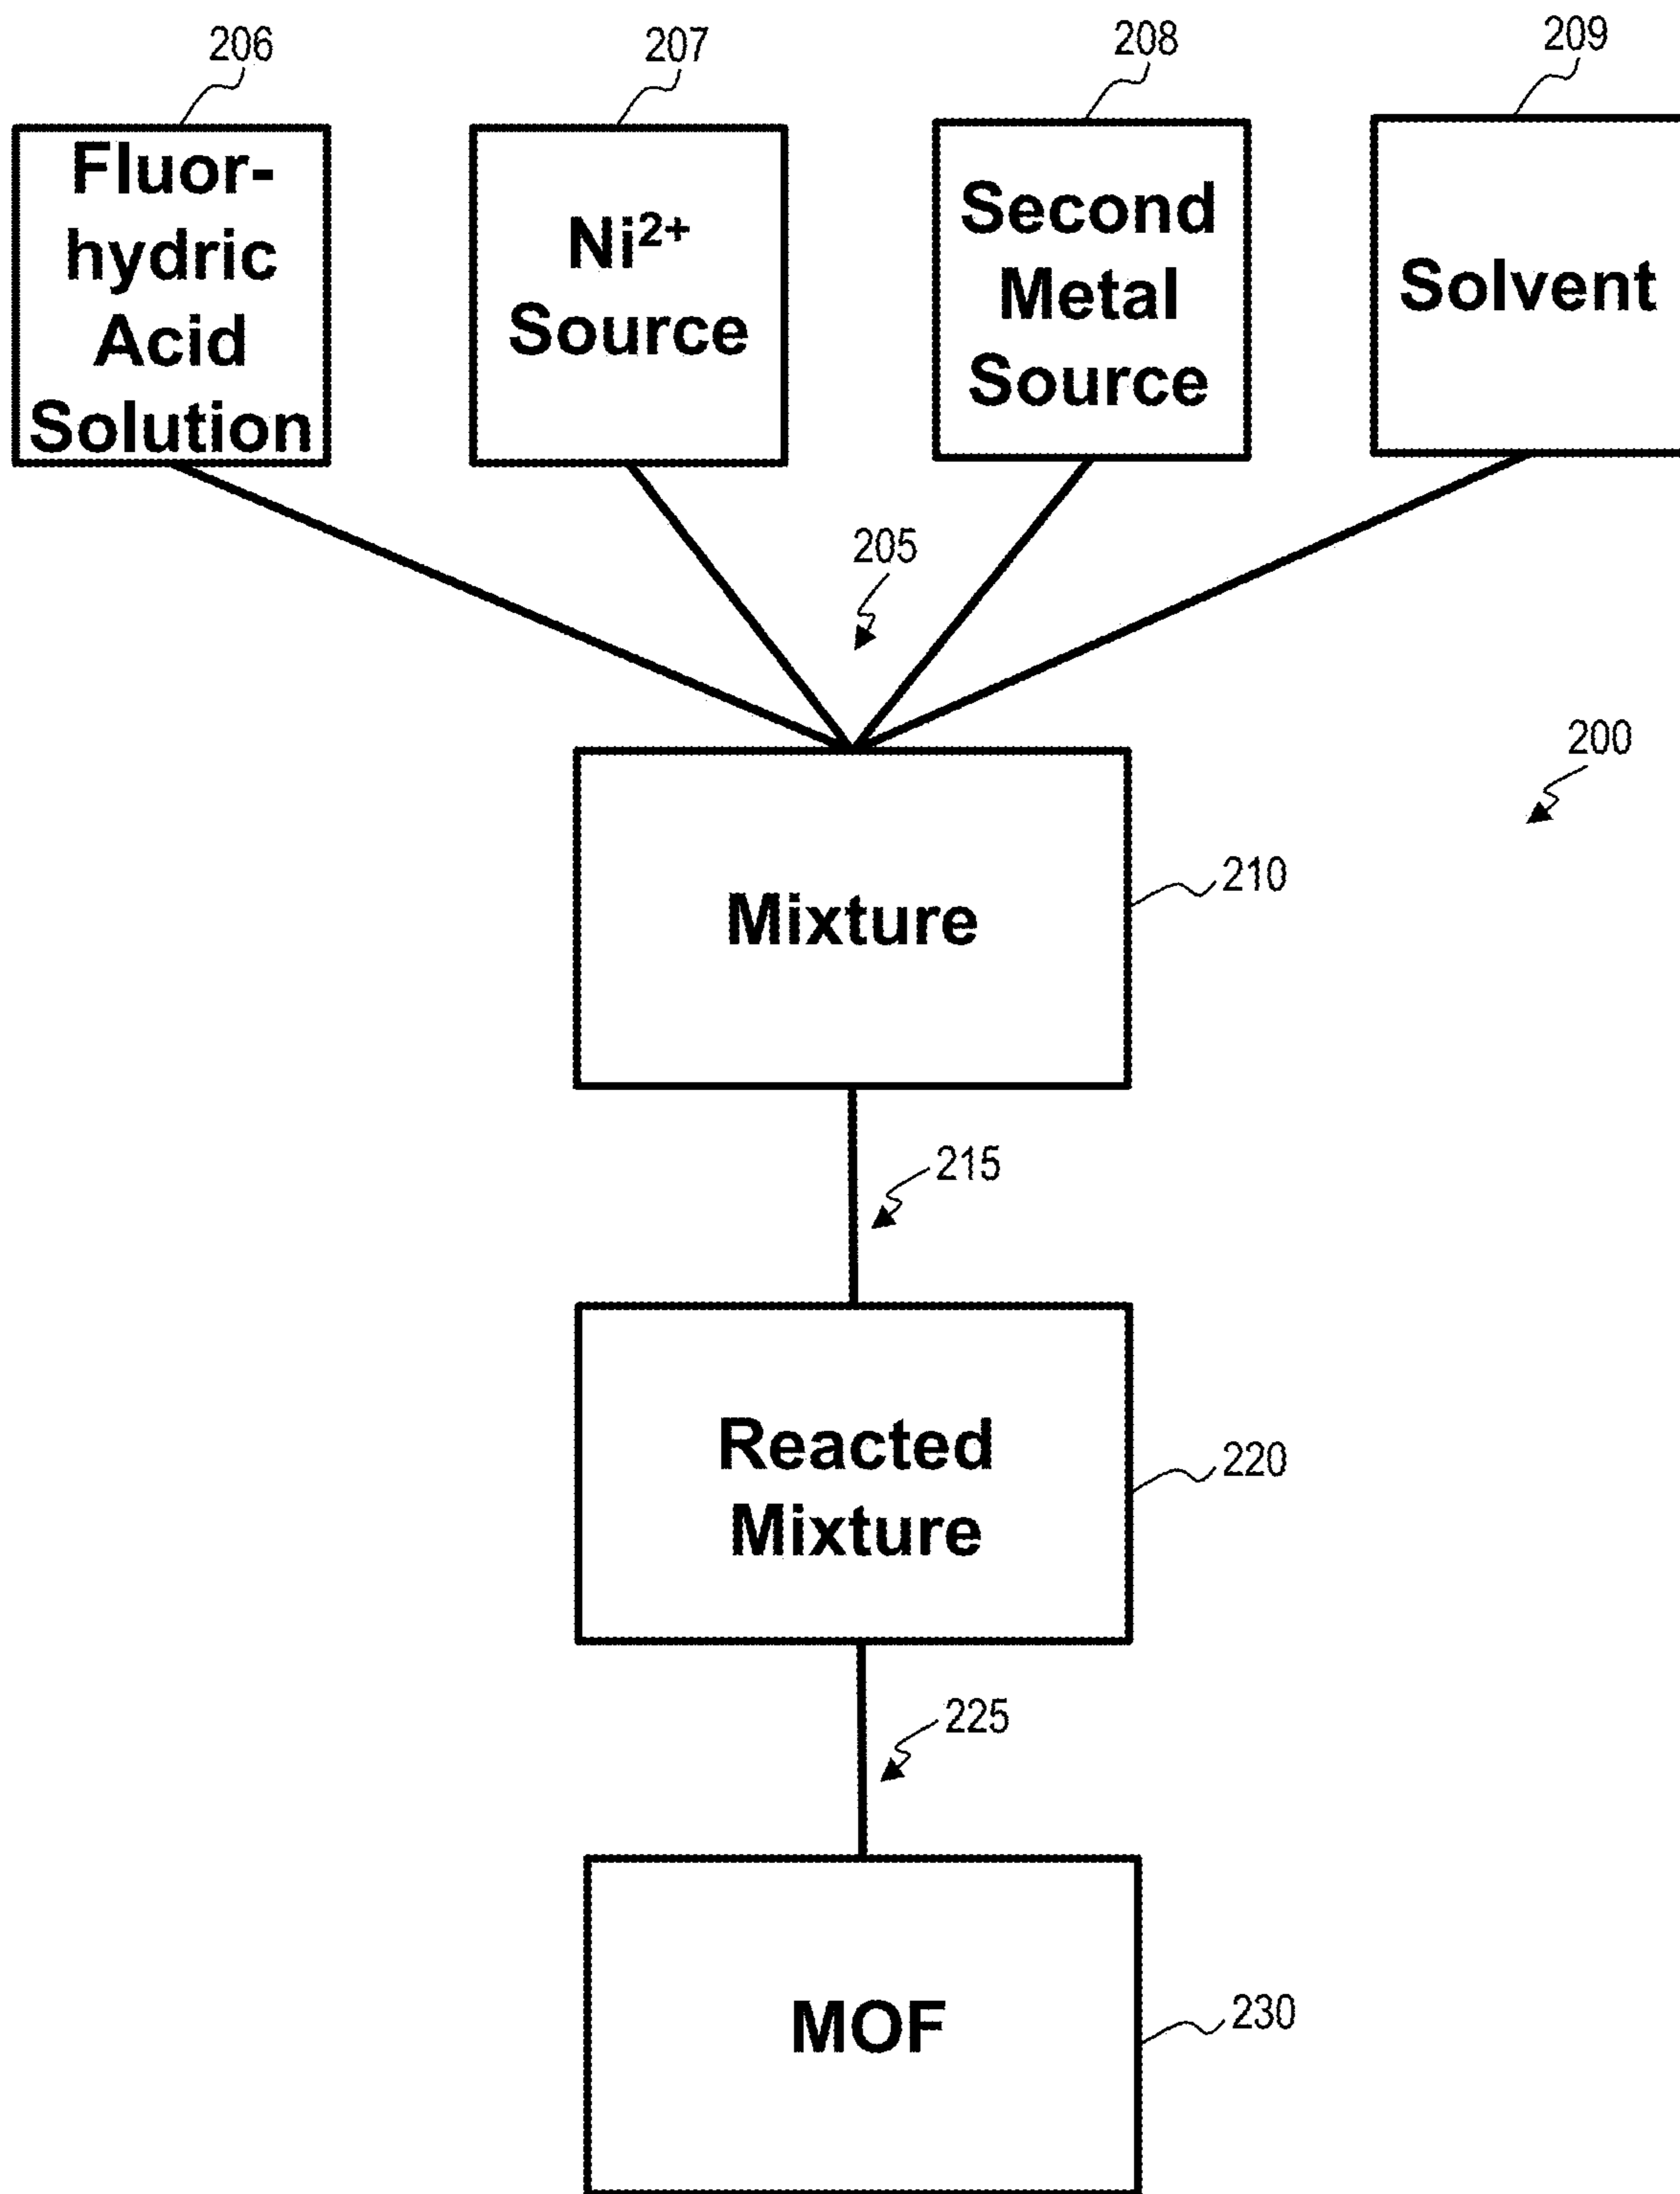 206
207
208
209
Fluor-
hydric
Acid
Solution
Ni²⁺
Source
Second
Metal
Source
Solvent
205
200
Mixture
210
215
Reacted
Mixture
220
225
MOF
230